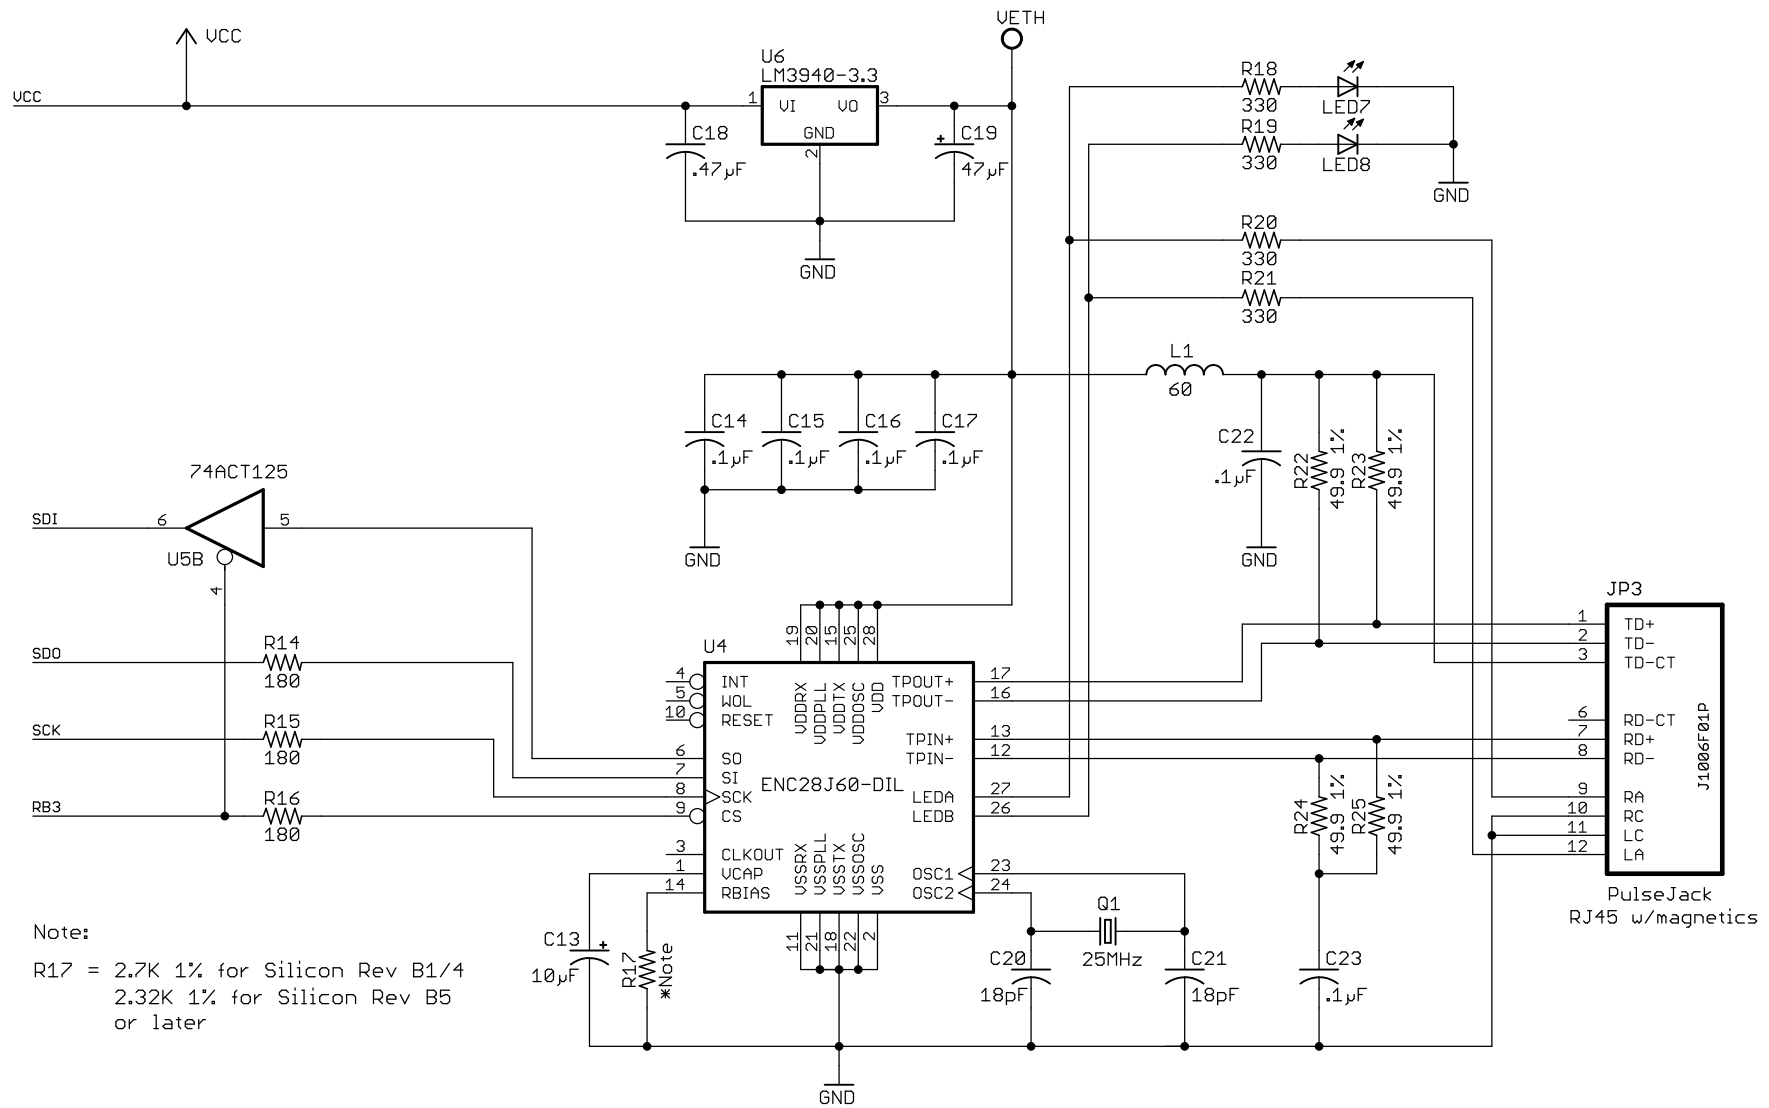 VETH
VCC
VCC
U6
LM3940-3.3
1
VI
VO
3
GND
2
C18
.47µF
+
C19
47µF
GND
R18
330
LED7
R19
330
LED8
GND
R20
330
R21
330
L1
60
C14
.1µF
C15
.1µF
C16
.1µF
C17
.1µF
GND
C22
.1µF
GND
R22
49.9 1%
R23
49.9 1%
74ACT125
SDI
6
5
U5B
4
SDO
R14
180
SCK
R15
180
RB3
R16
180
U4
19
20
15
25
28
VDDRX
VDDPLL
VDDTX
VDDOSC
VDD
4
INT
5
WOL
10
RESET
6
SO
7
SI
8
SCK
9
CS
3
CLKOUT
1
VCAP
14
RBIAS
ENC28J60-DIL
TPOUT+
17
TPOUT-
16
TPIN+
13
TPIN-
12
LEDA
27
LEDB
26
OSC1
23
OSC2
24
VSSRX
VSSPLL
VSSTX
VSSOSC
VSS
11
21
18
22
2
JP3
1
TD+
2
TD-
3
TD-CT
6
RD-CT
7
RD+
8
RD-
9
RA
10
RC
11
LC
12
LA
J1006F01P
PulseJack
RJ45 w/magnetics
R24
49.9 1%
R25
49.9 1%
C13
+
10µF
R17
*Note
Q1
25MHz
C20
18pF
C21
18pF
C23
.1µF
GND
Note:
R17 = 2.7K 1% for Silicon Rev B1/4
2.32K 1% for Silicon Rev B5
or later